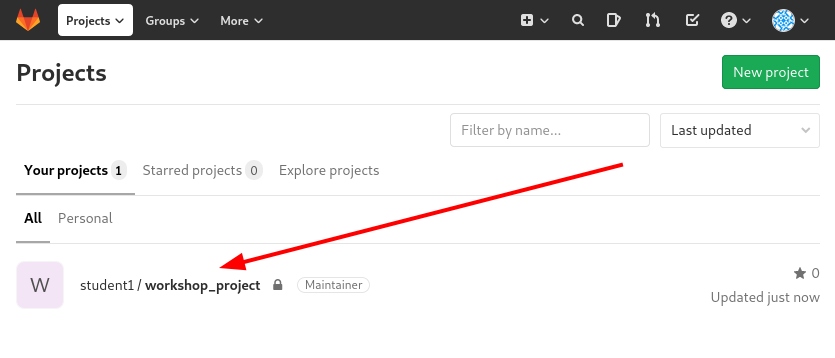 Projects Groups More
Projects
New project
Filter by name... Last updated
Your projects 1 Starred projects 0 Explore projects
All Personal
W student1 / workshop_project Maintainer 0
Updated just now